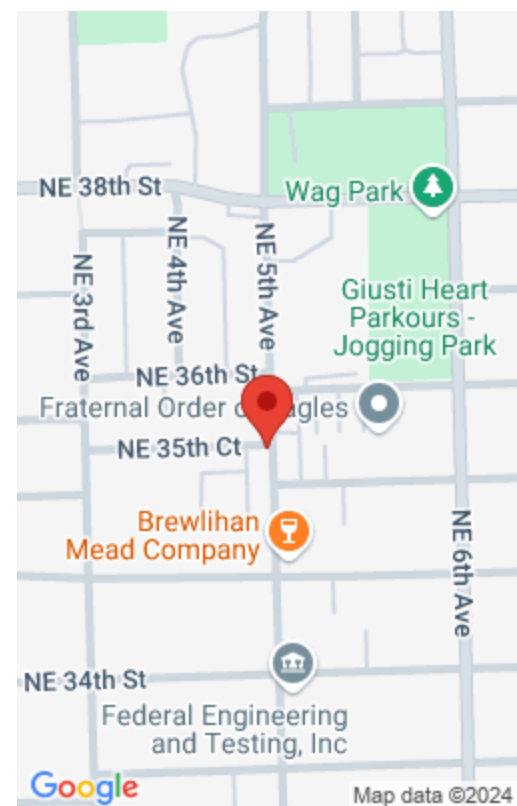 NE 38th St
Wag Park
NE 4th Ave
NE 5th Ave
NE 3rd Ave
Giusti Heart
Parkours -
Jogging Park
NE 36th St
Fraternal Order agles
NE 35th Ct
Brewlihan
Mead Company
NE 6th Ave
NE 34th St
Federal Engineering
and Testing, Inc
Google
Map data ©2024